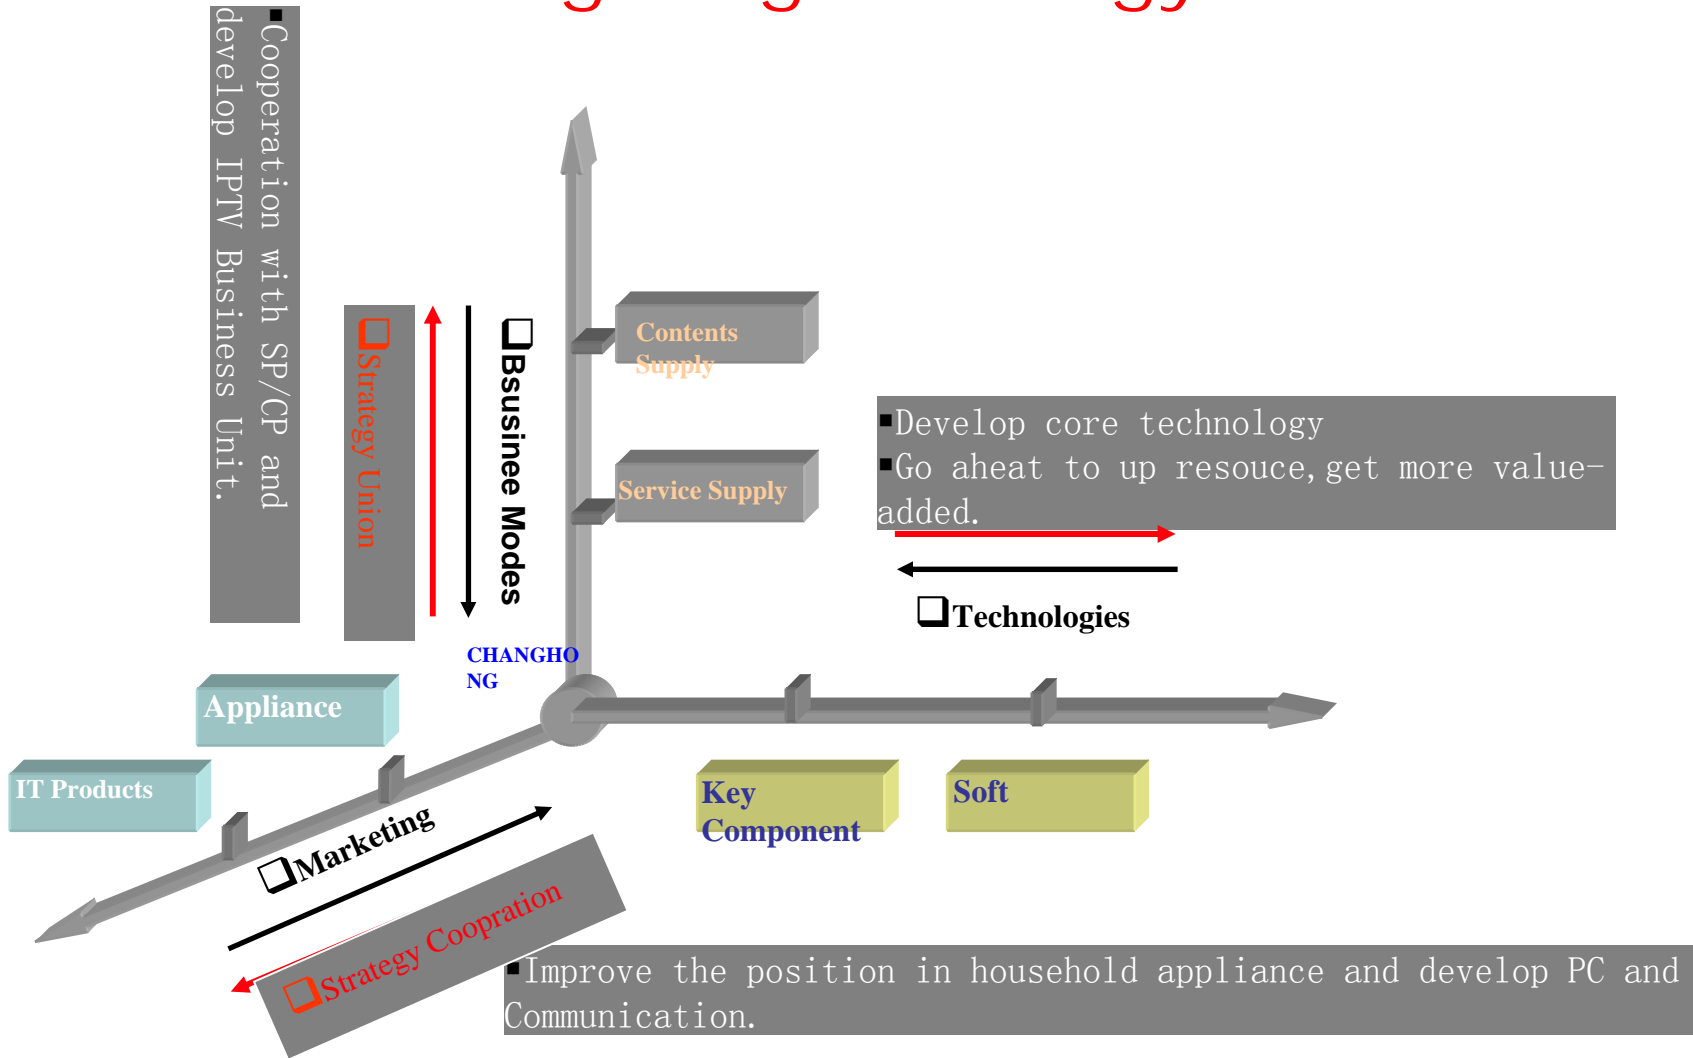 ▪Cooperation with SP/CP and
develop IPTV Business Unit.
❑Strategy Union
❑Bsusinee Modes
Contents
Supply
Service Supply
▪Develop core technology
▪Go aheat to up resouce,get more value-
added.
❑Technologies
CHANGHO
NG
Appliance
IT Products
Key
Component
Soft
❑Marketing
❑Strategy Coopration
▪Improve the position in household appliance and develop PC and
Communication.